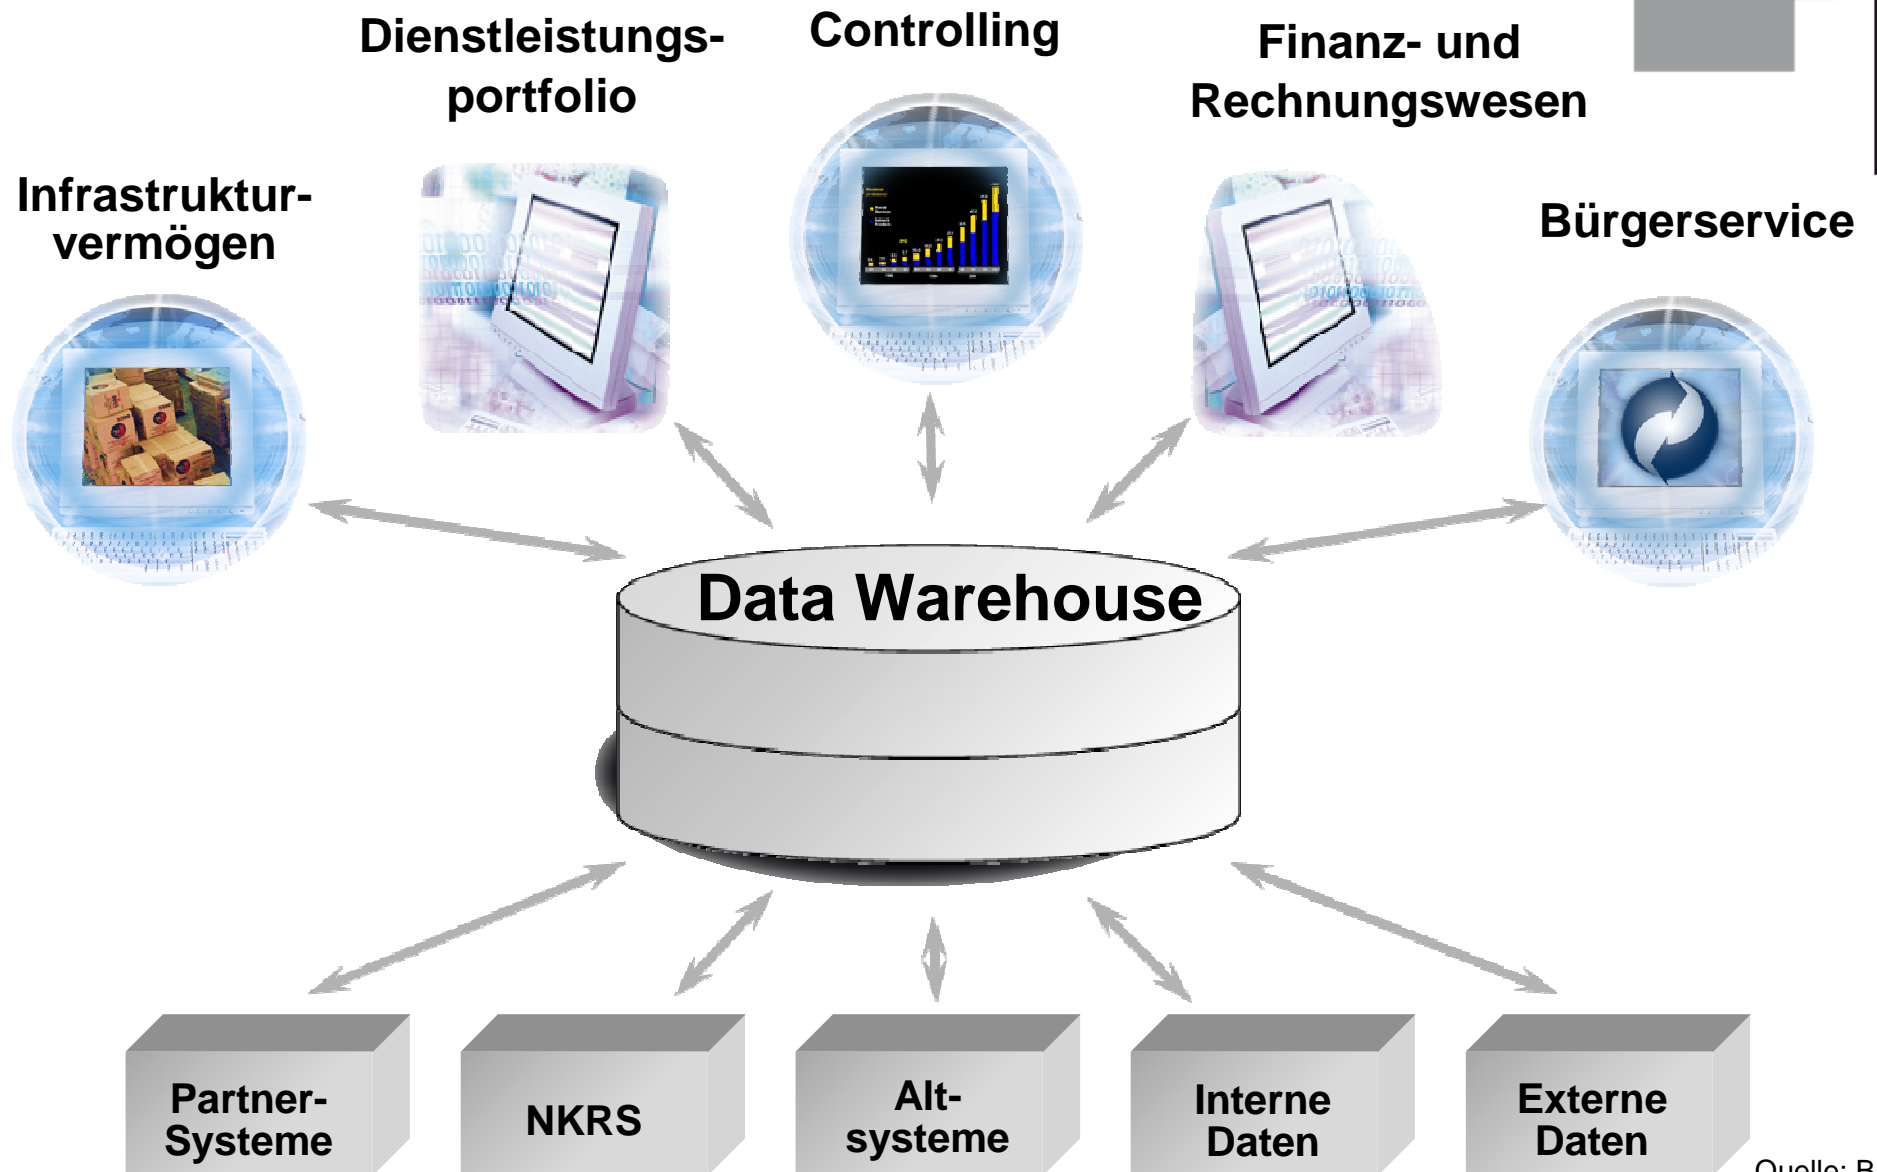 Dienstleistungs-
portfolio
Controlling
Finanz- und
Rechnungswesen
Infrastruktur-
vermögen
Bürgerservice
Data Warehouse
Partner-
Systeme
NKRS
Alt-
systeme
Interne
Daten
Externe
Daten
Quelle: B